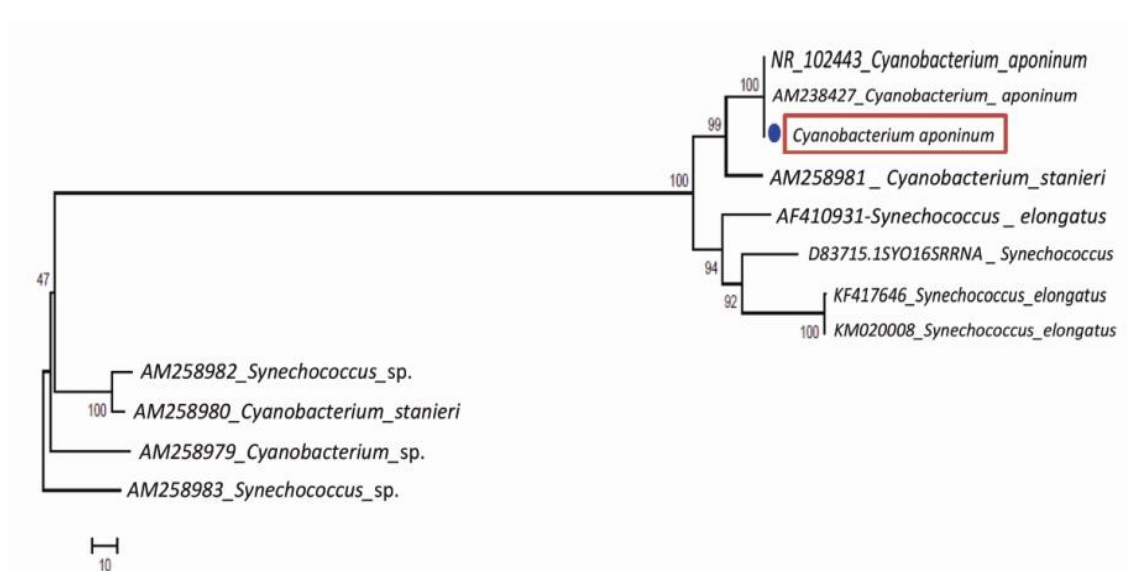 NR_102443_Cyanobacterium_aponinum
100
AM238427_Cyanobacterium_ aponinum
99
Cyanobacterium aponinum
100
AM258981 _ Cyanobacterium_stanieri
AF410931-Synechococcus _ elongatus
94
D83715.1SYO16SRRNA _ Synechococcus
47
92
KF417646_Synechococcus_elongatus
100
KM020008_Synechococcus_elongatus
AM258982_Synechococcus_sp.
100
AM258980_Cyanobacterium_stanieri
AM258979_Cyanobacterium_sp.
AM258983_Synechococcus_sp.
10